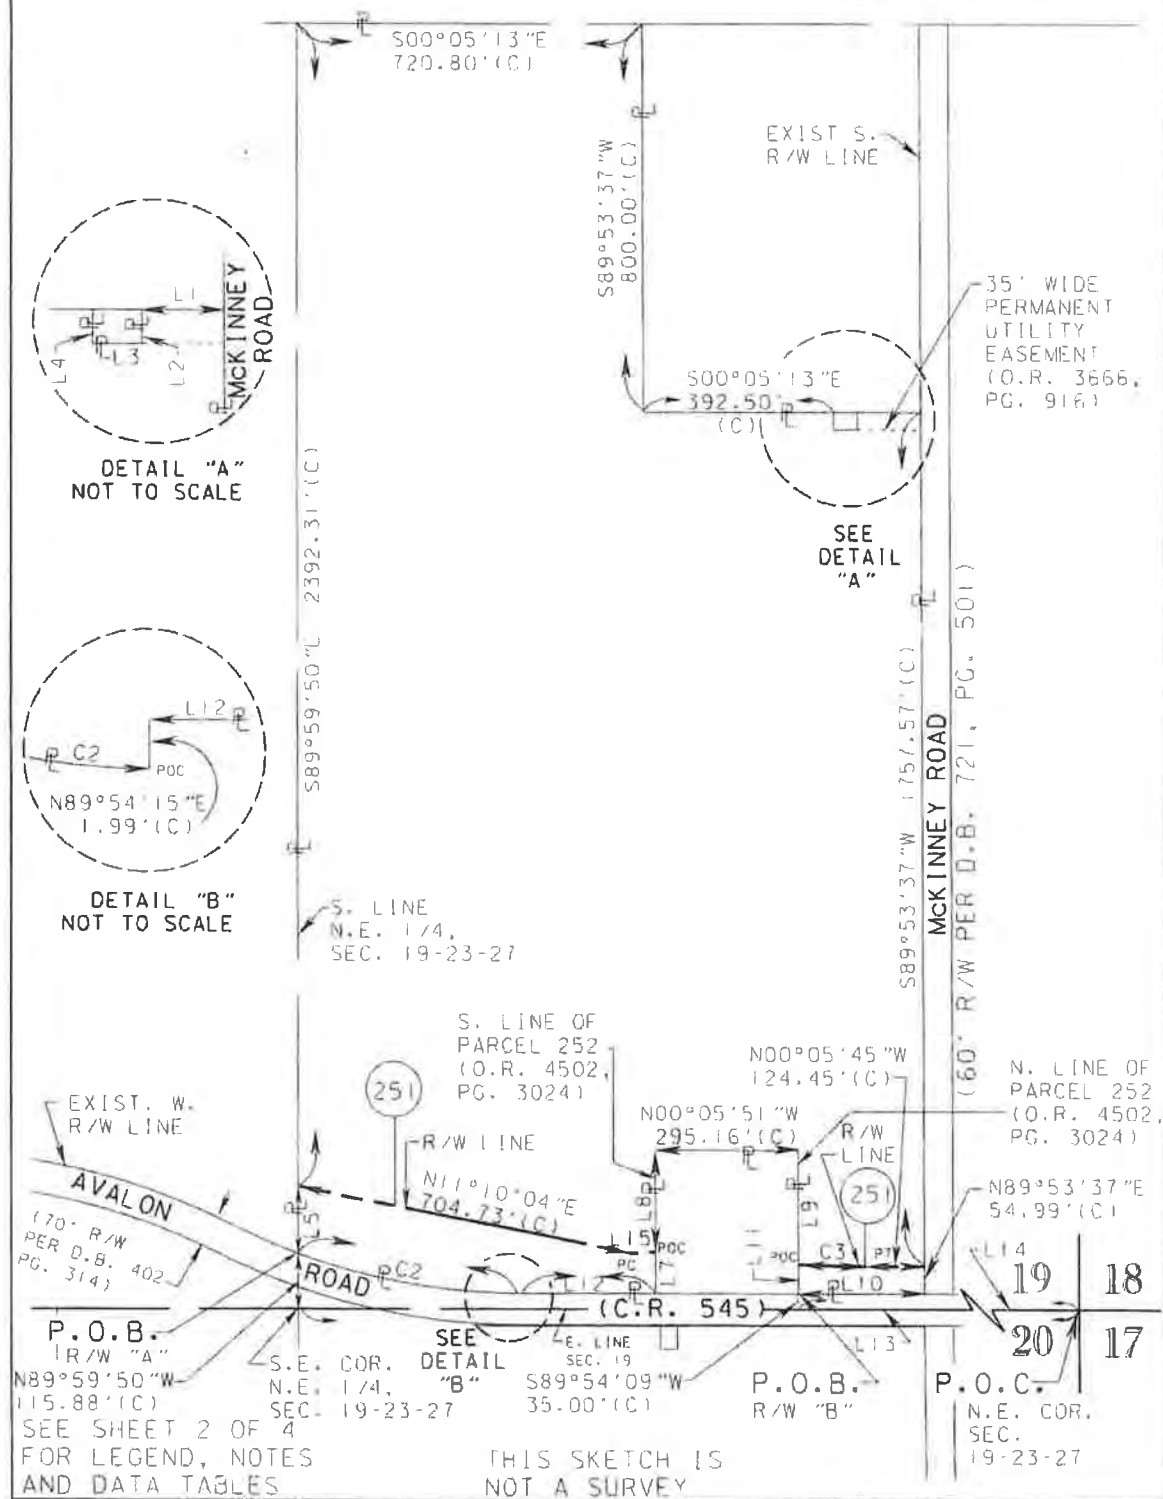 S00°05'13"E
720.80'(C)
EXIST S.
R/W LINE
S89°53'37"W
800.00'(C)
35' WIDE
PERMANENT
UTILITY
EASEMENT
(O.R. 3666,
PG. 916)
S00°05'13"E
392.50'
(C)
L1
L4
L3
L2
McKINNEY
ROAD
DETAIL "A"
NOT TO SCALE
SEE
DETAIL
"A"
2392.31'(C)
L12
C2
POC
N89°54'15"E
1.99'(C)
DETAIL "B"
NOT TO SCALE
S89°53'37"W 1757.57'(C)
McKINNEY ROAD
(60' R/W PER D.B. 721, PG. 501)
S. LINE
N.E. 1/4,
SEC. 19-23-27
S. LINE OF
PARCEL 252
(O.R. 4502,
PG. 3024)
N00°05'45"W
124.45'(C)
N. LINE OF
PARCEL 252
(O.R. 4502,
PG. 3024)
251
EXIST. W.
R/W LINE
R/W LINE
N00°05'51"W
295.16'(C)
R/W
LINE
251
N89°53'37"E
54.99'(C)
AVALON
ROAD
(70' R/W
PER D.B. 402
PG. 314)
N11°10'04"E
704.73'(C)
L5
L8
L15
POC
PC
L7
L9
POC
C3
PT
L10
L14
C2
L12
(C.R. 545)
19
18
20
17
L13
P.O.B.
R/W "A"
N89°59'50"W
115.88'(C)
S.E. COR.
N.E. 1/4,
SEC. 19-23-27
SEE
DETAIL
"B"
E. LINE
SEC. 19
S89°54'09"W
35.00'(C)
P.O.B.
R/W "B"
P.O.C.
N.E. COR.
SEC.
19-23-27
SEE SHEET 2 OF 4
FOR LEGEND, NOTES
AND DATA TABLES
THIS SKETCH IS
NOT A SURVEY